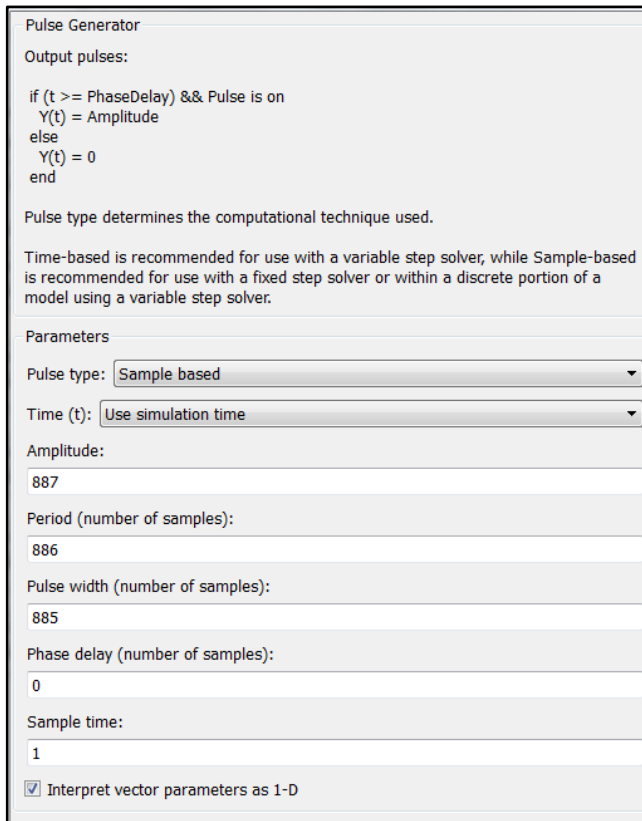 Pulse Generator
Output pulses:
if (t >= PhaseDelay) && Pulse is on
Y(t) = Amplitude
else
Y(t) = 0
end
Pulse type determines the computational technique used.
Time-based is recommended for use with a variable step solver, while Sample-based
is recommended for use with a fixed step solver or within a discrete portion of a
model using a variable step solver.
Parameters
Pulse type: Sample based
Time (t): Use simulation time
Amplitude:
887
Period (number of samples):
886
Pulse width (number of samples):
885
Phase delay (number of samples):
0
Sample time:
1
Interpret vector parameters as 1-D